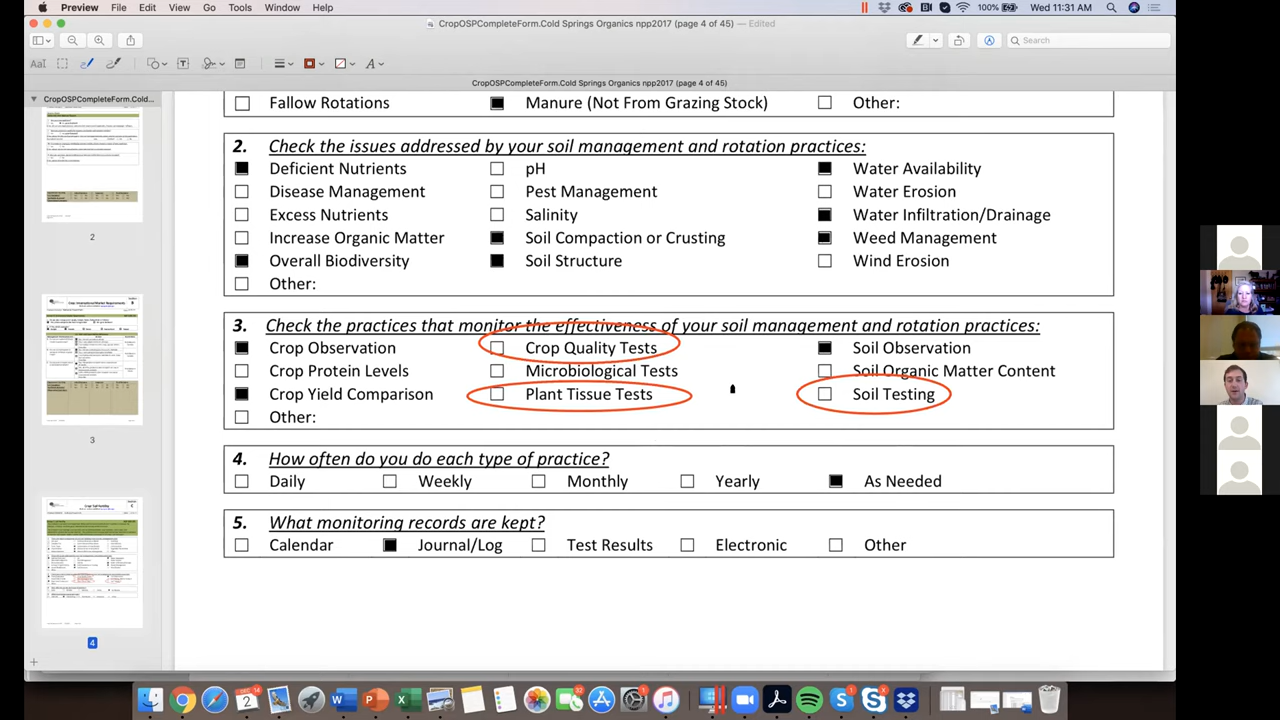 Preview File Edit View Go Tools Window Help 100% Wed 11:31 AM
CropOSPCompleteForm.Cold Springs Organics npp2017 (page 4 of 45) — Edited
Search
CropOSPCompleteForm.Cold Springs Organics npp2017 (page 4 of 45)
CropOSPCompleteForm.Cold...
2
3
4
Fallow Rotations Manure (Not From Grazing Stock) Other:
2. Check the issues addressed by your soil management and rotation practices:
Deficient Nutrients pH Water Availability
Disease Management Pest Management Water Erosion
Excess Nutrients Salinity Water Infiltration/Drainage
Increase Organic Matter Soil Compaction or Crusting Weed Management
Overall Biodiversity Soil Structure Wind Erosion
Other:
3. Check the practices that monitor the effectiveness of your soil management and rotation practices:
Crop Observation Crop Quality Tests Soil Observation
Crop Protein Levels Microbiological Tests Soil Organic Matter Content
Crop Yield Comparison Plant Tissue Tests Soil Testing
Other:
4. How often do you do each type of practice?
Daily Weekly Monthly Yearly As Needed
5. What monitoring records are kept?
Calendar Journal/Log Test Results Other